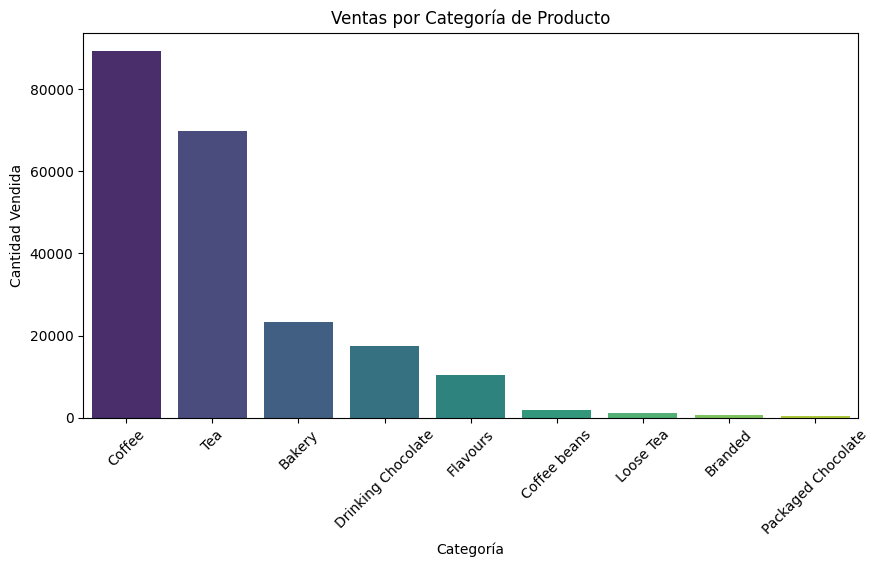 Ventas por Categoría de Producto
Cantidad Vendida
80000
60000
40000
20000
0
Coffee
Tea
Bakery
Drinking Chocolate
Flavours
Coffee beans
Loose Tea
Branded
Packaged Chocolate
Categoría